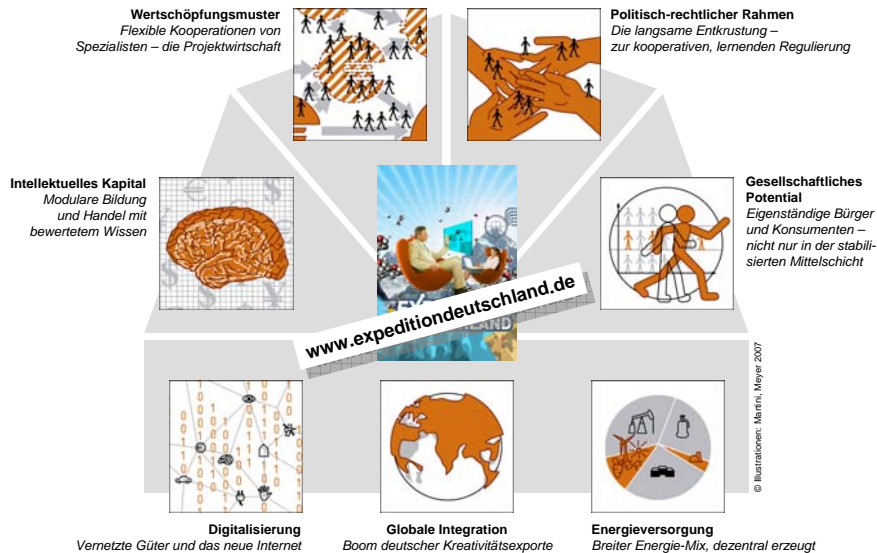 Wertschöpfungsmuster
Flexible Kooperationen von
Spezialisten – die Projektwirtschaft
Politisch-rechtlicher Rahmen
Die langsame Entkrustung –
zur kooperativen, lernenden Regulierung
Intellektuelles Kapital
Modulare Bildung
und Handel mit
bewertetem Wissen
Gesellschaftliches
Potential
Eigenständige Bürger
und Konsumenten –
nicht nur in der stabili-
sierten Mittelschicht
www.expeditiondeutschland.de
© Illustrationen: Martini, Meyer 2007
Digitalisierung
Vernetzte Güter und das neue Internet
Globale Integration
Boom deutscher Kreativitätsexporte
Energieversorgung
Breiter Energie-Mix, dezentral erzeugt